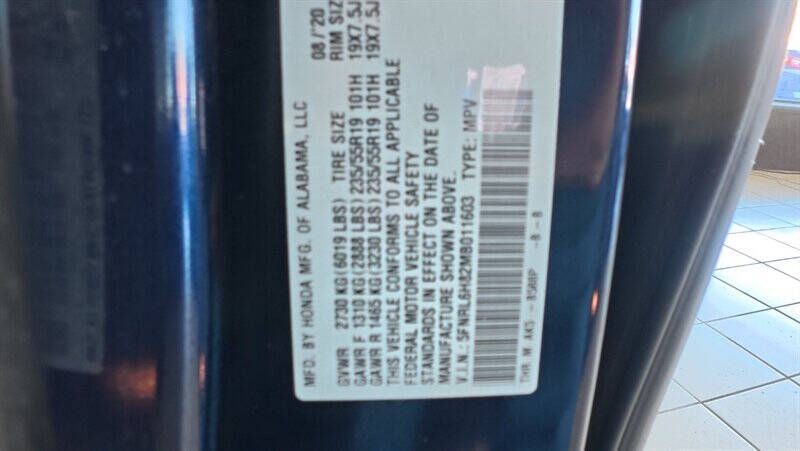 MFD. BY HONDA MFG. OF ALABAMA, LLC 08/'20
GVWR 2730 KG (6019 LBS) TIRE SIZE RIM SIZE
GAWR F 1310 KG (2888 LBS) 235/55R19 101H 19X7.5J
GAWR R 1465 KG (3230 LBS) 235/55R19 101H 19X7.5J
THIS VEHICLE CONFORMS TO ALL APPLICABLE
FEDERAL MOTOR VEHICLE SAFETY
STANDARDS IN EFFECT ON THE DATE OF
MANUFACTURE SHOWN ABOVE.
V.I.N.: 5FNRL6H82MB011603 TYPE: MPV
THR M A45 - B588P -B - B